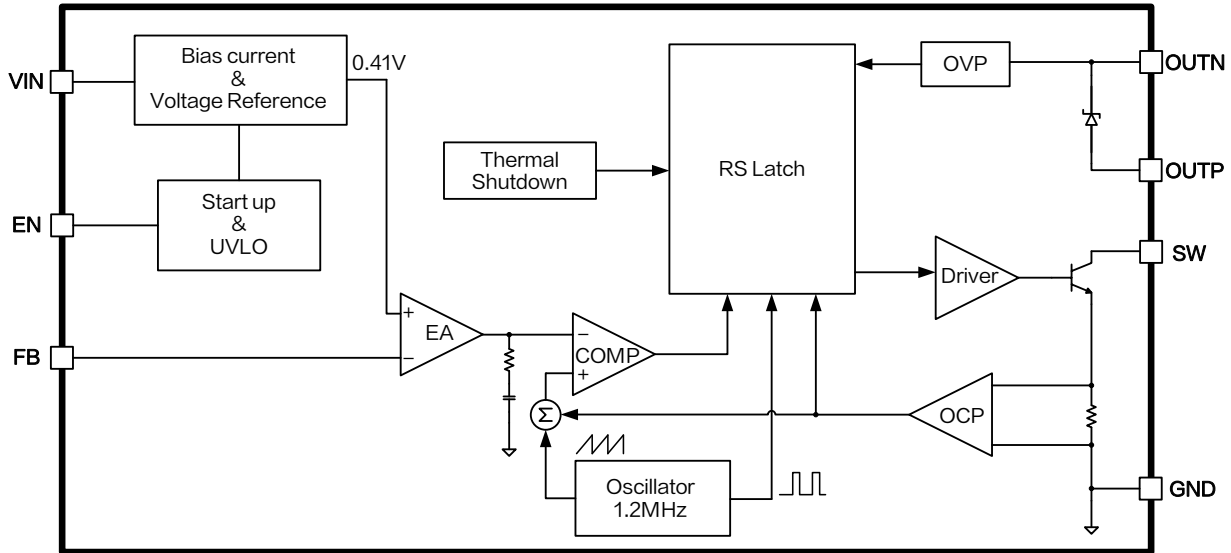 VIN
Bias current
&
Voltage Reference
0.41V
EN
Start up
&
UVLO
FB
Thermal
Shutdown
RS Latch
OVP
OUTN
OUTP
SW
Driver
+
EA
−
−
COMP
+
Σ
OCP
Oscillator
1.2MHz
GND